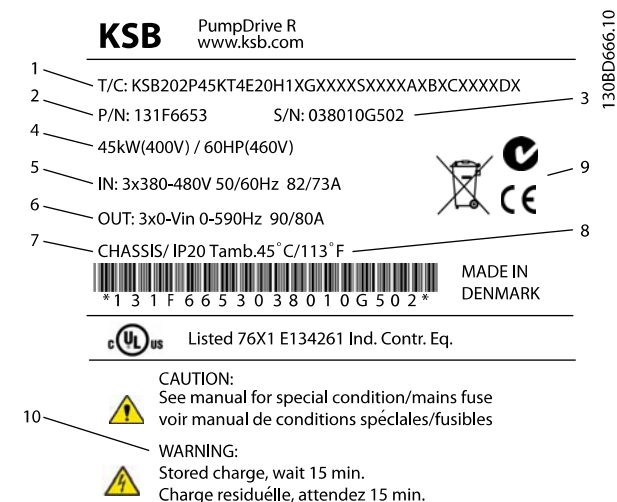 KSB
PumpDrive R
www.ksb.com
130BD666.10
1
T/C: KSB202P45KT4E20H1XGXXXXSXXXXAXBXCXXXXDX
2
P/N: 131F6653 S/N: 038010G502
3
4
45kW(400V) / 60HP(460V)
5
IN: 3x380-480V 50/60Hz 82/73A
9
CE
6
OUT: 3x0-Vin 0-590Hz 90/80A
7
CHASSIS/ IP20 Tamb.45°C/113°F
8
*131F6653038010G502*
MADE IN
DENMARK
c UL us Listed 76X1 E134261 Ind. Contr. Eq.
CAUTION:
See manual for special condition/mains fuse
voir manual de conditions spéclales/fusibles
10
WARNING:
Stored charge, wait 15 min.
Charge residuélle, attendez 15 min.